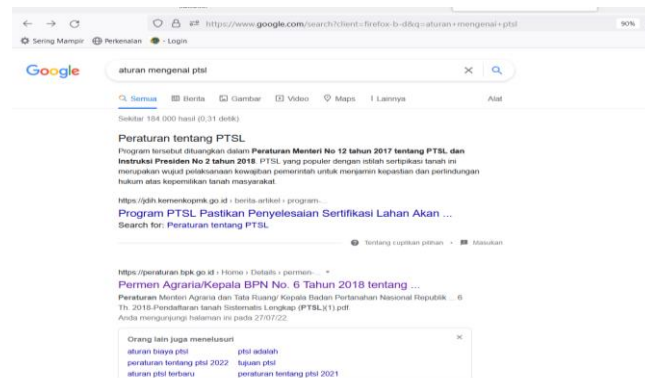 https://www.google.com/search?client=firefox-b-d&q=aturan+mengenai+ptsl
90%
Sering Mampir Perkenalan - Login
Google
aturan mengenai ptsl
Semua Berita Gambar Video Maps Lainnya Alat
Sekitar 184.000 hasil (0,31 detik)
Peraturan tentang PTSL
Program tersebut dituangkan dalam Peraturan Menteri No 12 tahun 2017 tentang PTSL dan
Instruksi Presiden No 2 tahun 2018. PTSL yang populer dengan istilah sertipikasi tanah ini
merupakan wujud pelaksanaan kewajiban pemerintah untuk menjamin kepastian dan perlindungan
hukum atas kepemilikan tanah masyarakat.
https://jdih.kemenkopmk.go.id › berita-artikel › program-...
Program PTSL Pastikan Penyelesaian Sertifikasi Lahan Akan ...
Search for: Peraturan tentang PTSL
Tentang cuplikan pilihan • Masukan
https://peraturan.bpk.go.id › Home › Details › permen-...
Permen Agraria/Kepala BPN No. 6 Tahun 2018 tentang ...
Peraturan Menteri Agraria dan Tata Ruang/ Kepala Badan Pertanahan Nasional Republik ... 6
Th. 2018-Pendaftaran tanah Sistematis Lengkap (PTSL)(1).pdf
Anda mengunjungi halaman ini pada 27/07/22.
Orang lain juga menelusuri
aturan biaya ptsl ptsl adalah
peraturan tentang ptsl 2022 tujuan ptsl
aturan ptsl terbaru peraturan tentang ptsl 2021